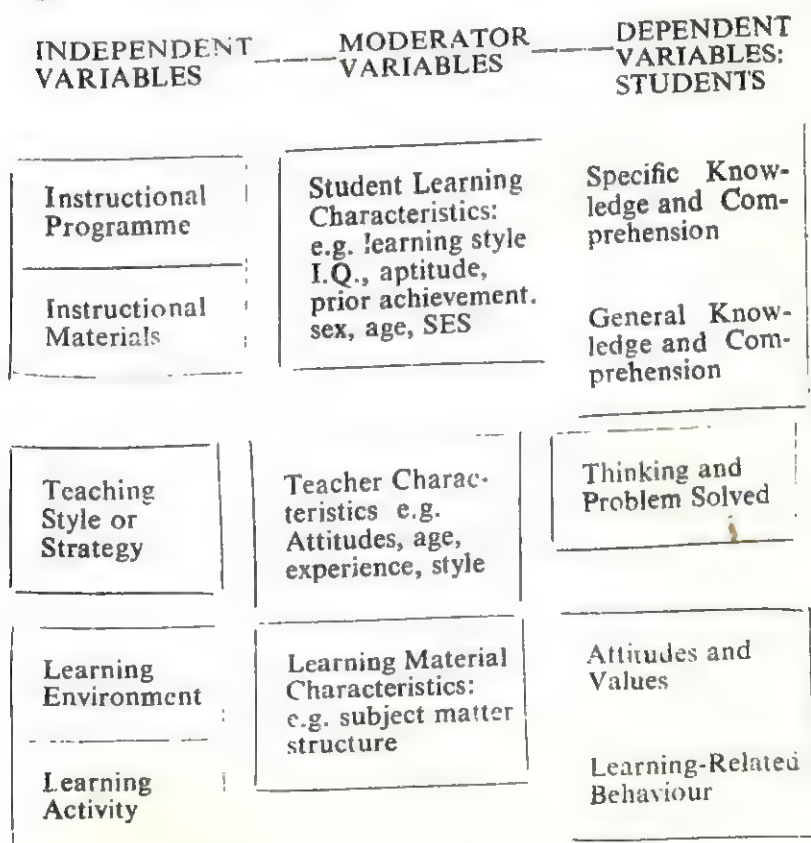 INDEPENDENT
VARIABLES
MODERATOR
VARIABLES
DEPENDENT
VARIABLES:
STUDENTS
Instructional
Programme
Instructional
Materials
Teaching
Style or
Strategy
Learning
Environment
Learning
Activity
Student Learning
Characteristics:
e.g. learning style
I.Q., aptitude,
prior achievement.
sex, age, SES
Teacher Charac-
teristics e.g.
Attitudes, age,
experience, style
Learning Material
Characteristics:
e.g. subject matter
structure
Specific Know-
ledge and Com-
prehension
General Know-
ledge and Com-
prehension
Thinking and
Problem Solved
Attitudes and
Values
Learning-Related
Behaviour